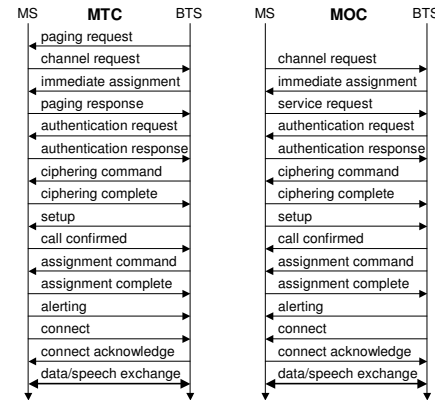 MS MTC BTS
paging request
channel request
immediate assignment
paging response
authentication request
authentication response
ciphering command
ciphering complete
setup
call confirmed
assignment command
assignment complete
alerting
connect
connect acknowledge
data/speech exchange
MS MOC BTS
channel request
immediate assignment
service request
authentication request
authentication response
ciphering command
ciphering complete
setup
call confirmed
assignment command
assignment complete
alerting
connect
connect acknowledge
data/speech exchange